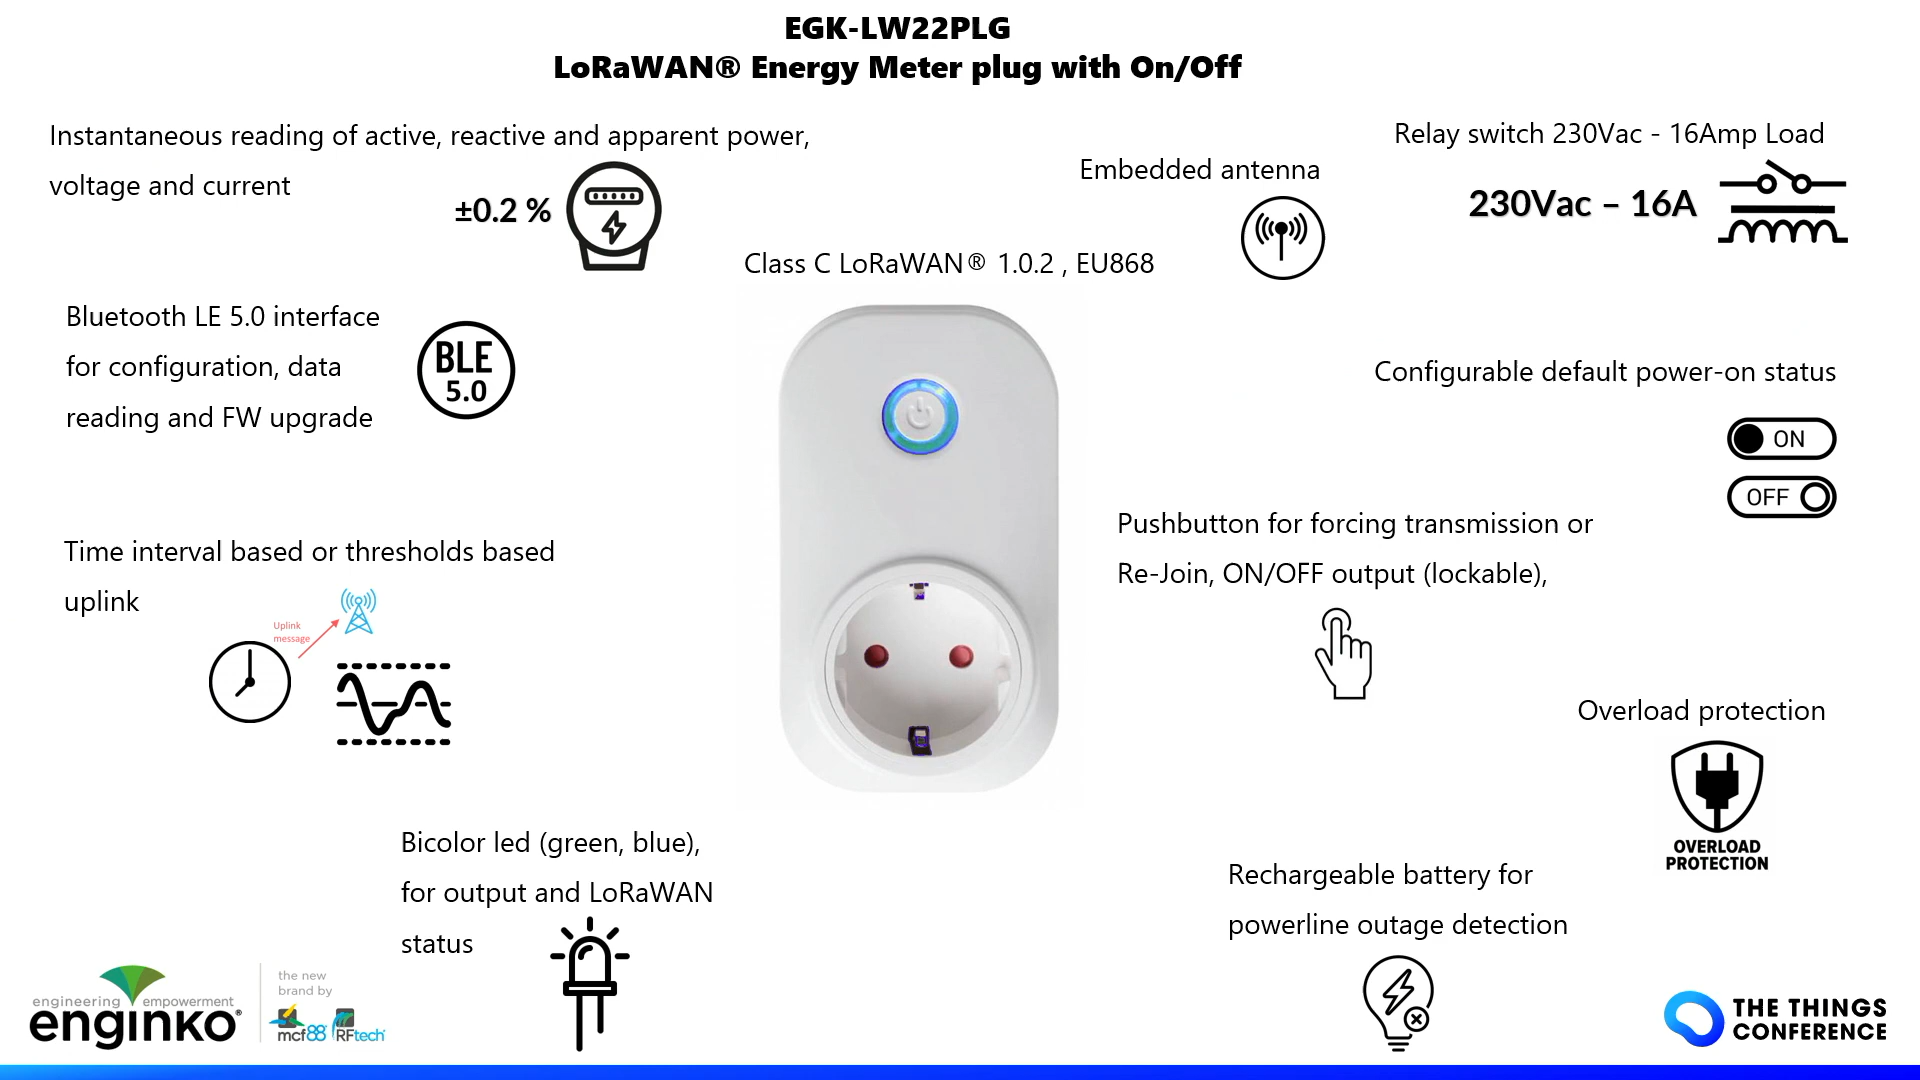 EGK-LW22PLG
LoRaWAN® Energy Meter plug with On/Off
Instantaneous reading of active, reactive and apparent power,
voltage and current
±0.2 %
Embedded antenna
Relay switch 230Vac - 16Amp Load
230Vac – 16A
Class C LoRaWAN® 1.0.2 , EU868
Bluetooth LE 5.0 interface
for configuration, data
reading and FW upgrade
BLE
5.0
Configurable default power-on status
ON
OFF
Time interval based or thresholds based
uplink
Uplink
message
Pushbutton for forcing transmission or
Re-Join, ON/OFF output (lockable),
Overload protection
OVERLOAD
PROTECTION
Bicolor led (green, blue),
for output and LoRaWAN
status
Rechargeable battery for
powerline outage detection
engineering empowerment
enginko®
the new
brand by
mcf88 RFtech
THE THINGS
CONFERENCE